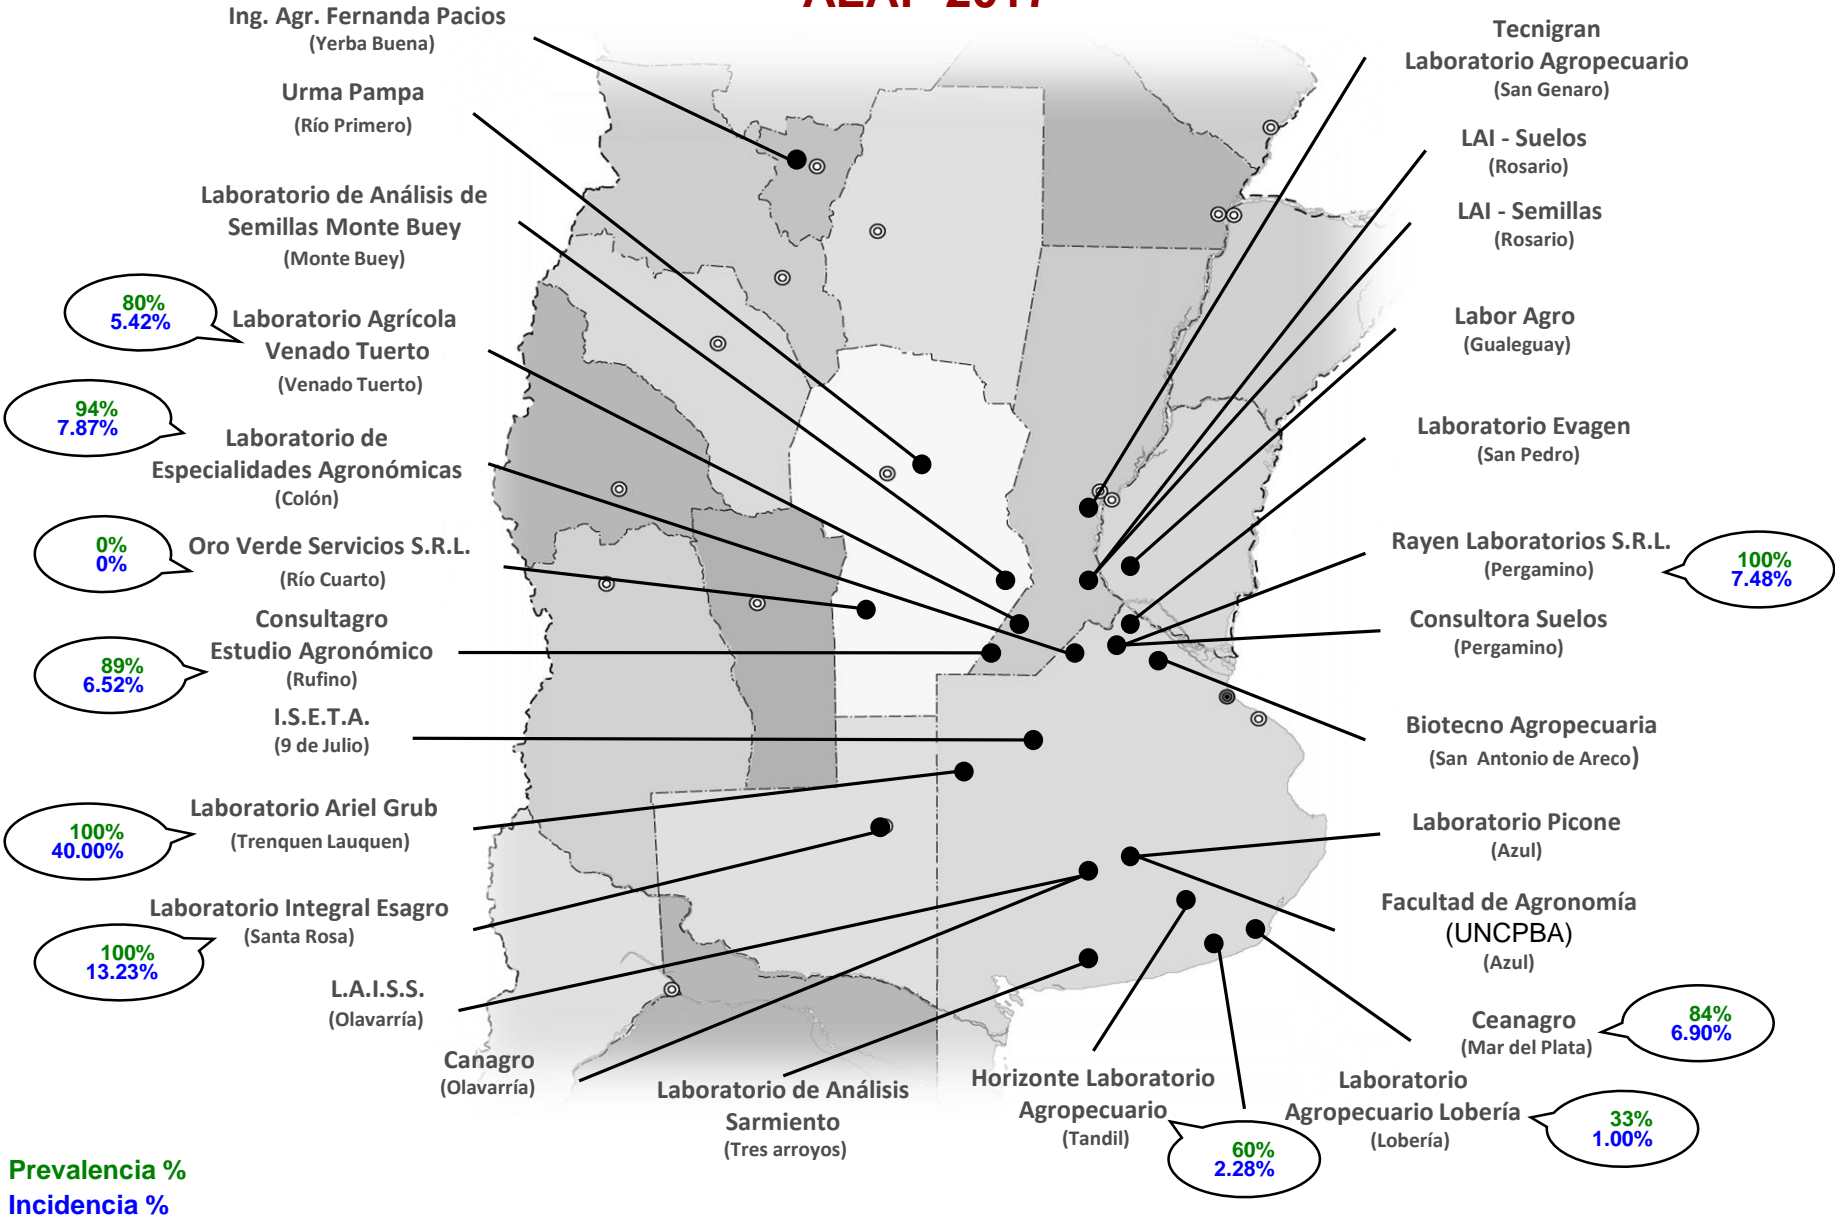 ALAP 2017
Ing. Agr. Fernanda Pacios
(Yerba Buena)
Urma Pampa
(Río Primero)
Laboratorio de Análisis de
Semillas Monte Buey
(Monte Buey)
80%
5.42%
Laboratorio Agrícola
Venado Tuerto
(Venado Tuerto)
94%
7.87%
Laboratorio de
Especialidades Agronómicas
(Colón)
0%
0%
Oro Verde Servicios S.R.L.
(Río Cuarto)
Consultagro
Estudio Agronómico
(Rufino)
89%
6.52%
I.S.E.T.A.
(9 de Julio)
Laboratorio Ariel Grub
(Trenquen Lauquen)
100%
40.00%
Laboratorio Integral Esagro
(Santa Rosa)
100%
13.23%
L.A.I.S.S.
(Olavarría)
Canagro
(Olavarría)
Laboratorio de Análisis
Sarmiento
(Tres arroyos)
Horizonte Laboratorio
Agropecuario
(Tandil)
60%
2.28%
Laboratorio
Agropecuario Lobería
(Lobería)
33%
1.00%
Tecnigran
Laboratorio Agropecuario
(San Genaro)
LAI - Suelos
(Rosario)
LAI - Semillas
(Rosario)
Labor Agro
(Gualeguay)
Laboratorio Evagen
(San Pedro)
Rayen Laboratorios S.R.L.
(Pergamino)
100%
7.48%
Consultora Suelos
(Pergamino)
Biotecno Agropecuaria
(San Antonio de Areco)
Laboratorio Picone
(Azul)
Facultad de Agronomía
(UNCPBA)
(Azul)
Ceanagro
(Mar del Plata)
84%
6.90%
Prevalencia %
Incidencia %